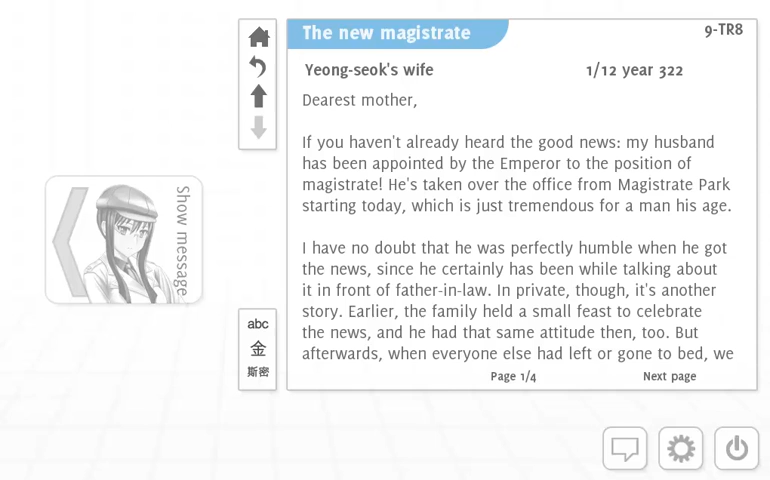 The new magistrate
9-TR8
Yeong-seok's wife
1/12 year 322
Dearest mother,
If you haven't already heard the good news: my husband
has been appointed by the Emperor to the position of
magistrate! He's taken over the office from Magistrate Park
starting today, which is just tremendous for a man his age.
I have no doubt that he was perfectly humble when he got
the news, since he certainly has been while talking about
it in front of father-in-law. In private, though, it's another
story. Earlier, the family held a small feast to celebrate
the news, and he had that same attitude then, too. But
afterwards, when everyone else had left or gone to bed, we
Page 1/4
Next page
Show message
abc
金
斯密